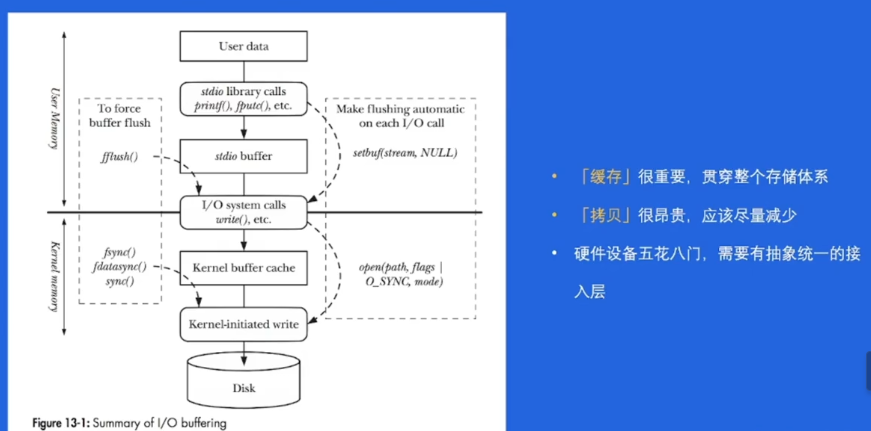 User data
stdio library calls
printf(), fputc(), etc.
To force
buffer flush
Make flushing automatic
on each I/O call
User Memory
fflush()
stdio buffer
setbuf(stream, NULL)
I/O system calls
write(), etc.
Kernel memory
fsync()
fdatasync()
sync()
Kernel buffer cache
open(path, flags |
O_SYNC, mode)
Kernel-initiated write
Disk
Figure 13-1: Summary of I/O buffering
• 「缓存」很重要，贯穿整个存储体系
• 「拷贝」很昂贵，应该尽量减少
• 硬件设备五花八门，需要有抽象统一的接
入层